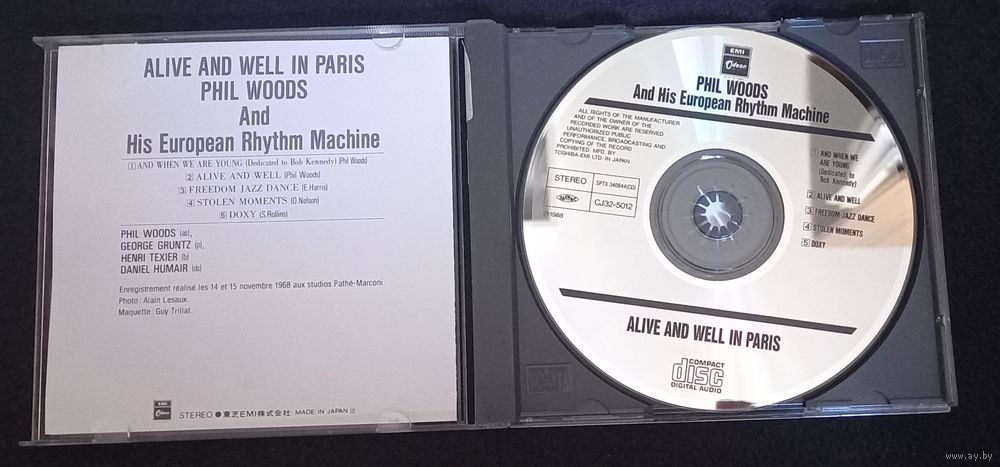 ALIVE AND WELL IN PARIS
PHIL WOODS
And
His European Rhythm Machine
1 AND WHEN WE ARE YOUNG (Dedicated to Bob Kennedy) (Phil Woods)
2 ALIVE AND WELL (Phil Woods)
3 FREEDOM JAZZ DANCE (E.Harris)
4 STOLEN MOMENTS (O.Nelson)
5 DOXY (S.Rollins)
PHIL WOODS (as),
GEORGE GRUNTZ (p),
HENRI TEXIER (b)
DANIEL HUMAIR (ds)
Enregistrement réalisé les 14 et 15 novembre 1968 aux studios Pathé-Marconi
Photo : Alain Lesaux.
Maquette : Guy Trillat.
EMI
Odeon
STEREO ● 東芝EMI株式会社 MADE IN JAPAN
EMI
Odeon
PHIL WOODS
And His European Rhythm Machine
ALL RIGHTS OF THE MANUFACTURER
AND OF THE OWNER OF THE
RECORDED WORK ARE RESERVED
UNAUTHORIZED PUBLIC
PERFORMANCE, BROADCASTING AND
COPYING OF THE RECORD
PROHIBITED. MFD. BY
TOSHIBA-EMI LTD. IN JAPAN.
STEREO SPTX 340844(CD)
CJ32-5012
℗1988
1 AND WHEN WE
ARE YOUNG
(Dedicated to
Bob Kennedy)
2 ALIVE AND WELL
3 FREEDOM JAZZ DANCE
4 STOLEN MOMENTS
5 DOXY
ALIVE AND WELL IN PARIS
COMPACT
disc
DIGITAL AUDIO
www.ay.by